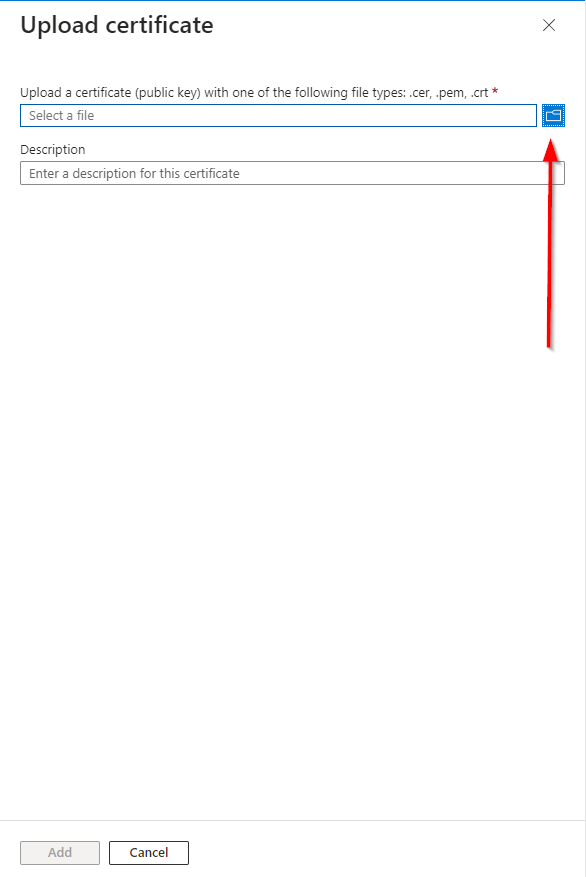 Upload certificate
Upload a certificate (public key) with one of the following file types: .cer, .pem, .crt *
Select a file
Description
Enter a description for this certificate
Add
Cancel